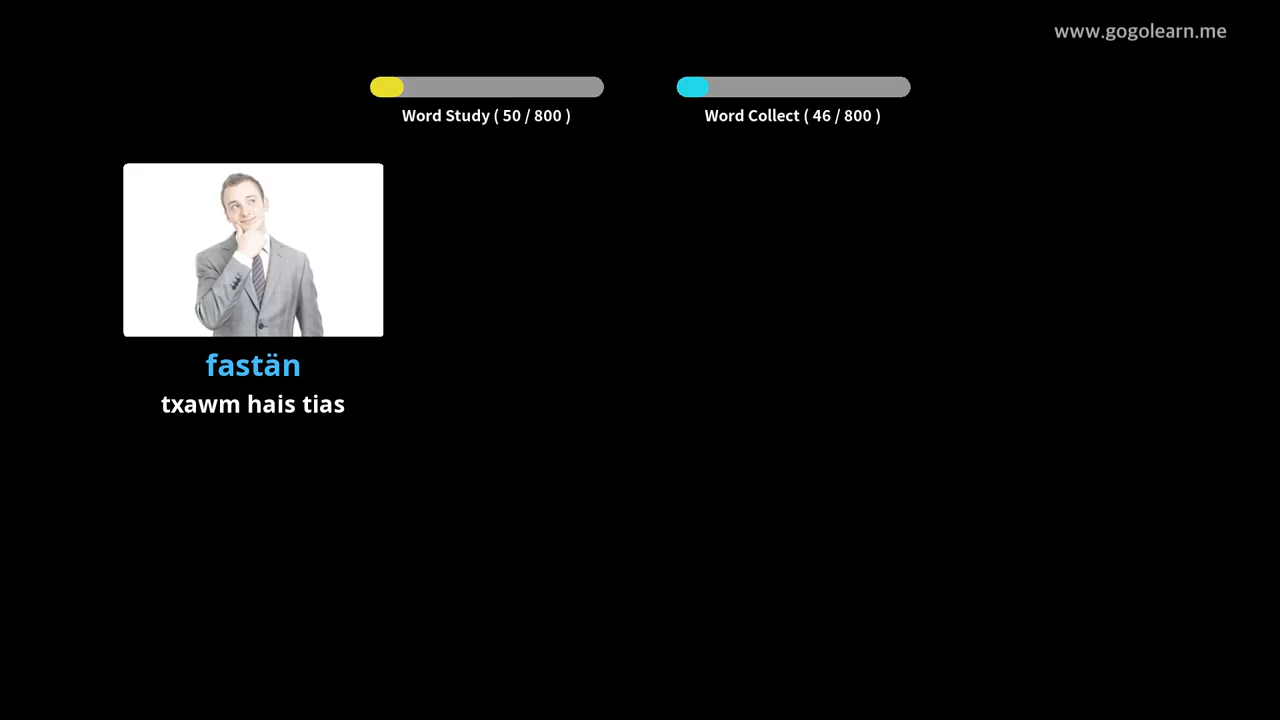 www.gogolearn.me
Word Study ( 50 / 800 )
Word Collect ( 46 / 800 )
fastän
txawm hais tias